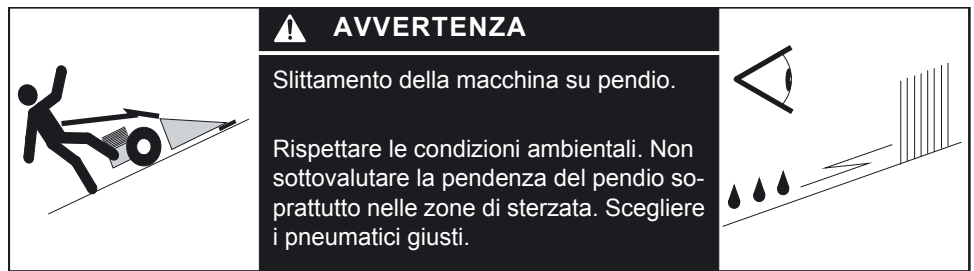 AVVERTENZA
Slittamento della macchina su pendio.
Rispettare le condizioni ambientali. Non
sottovalutare la pendenza del pendio so-
prattutto nelle zone di sterzata. Scegliere
i pneumatici giusti.